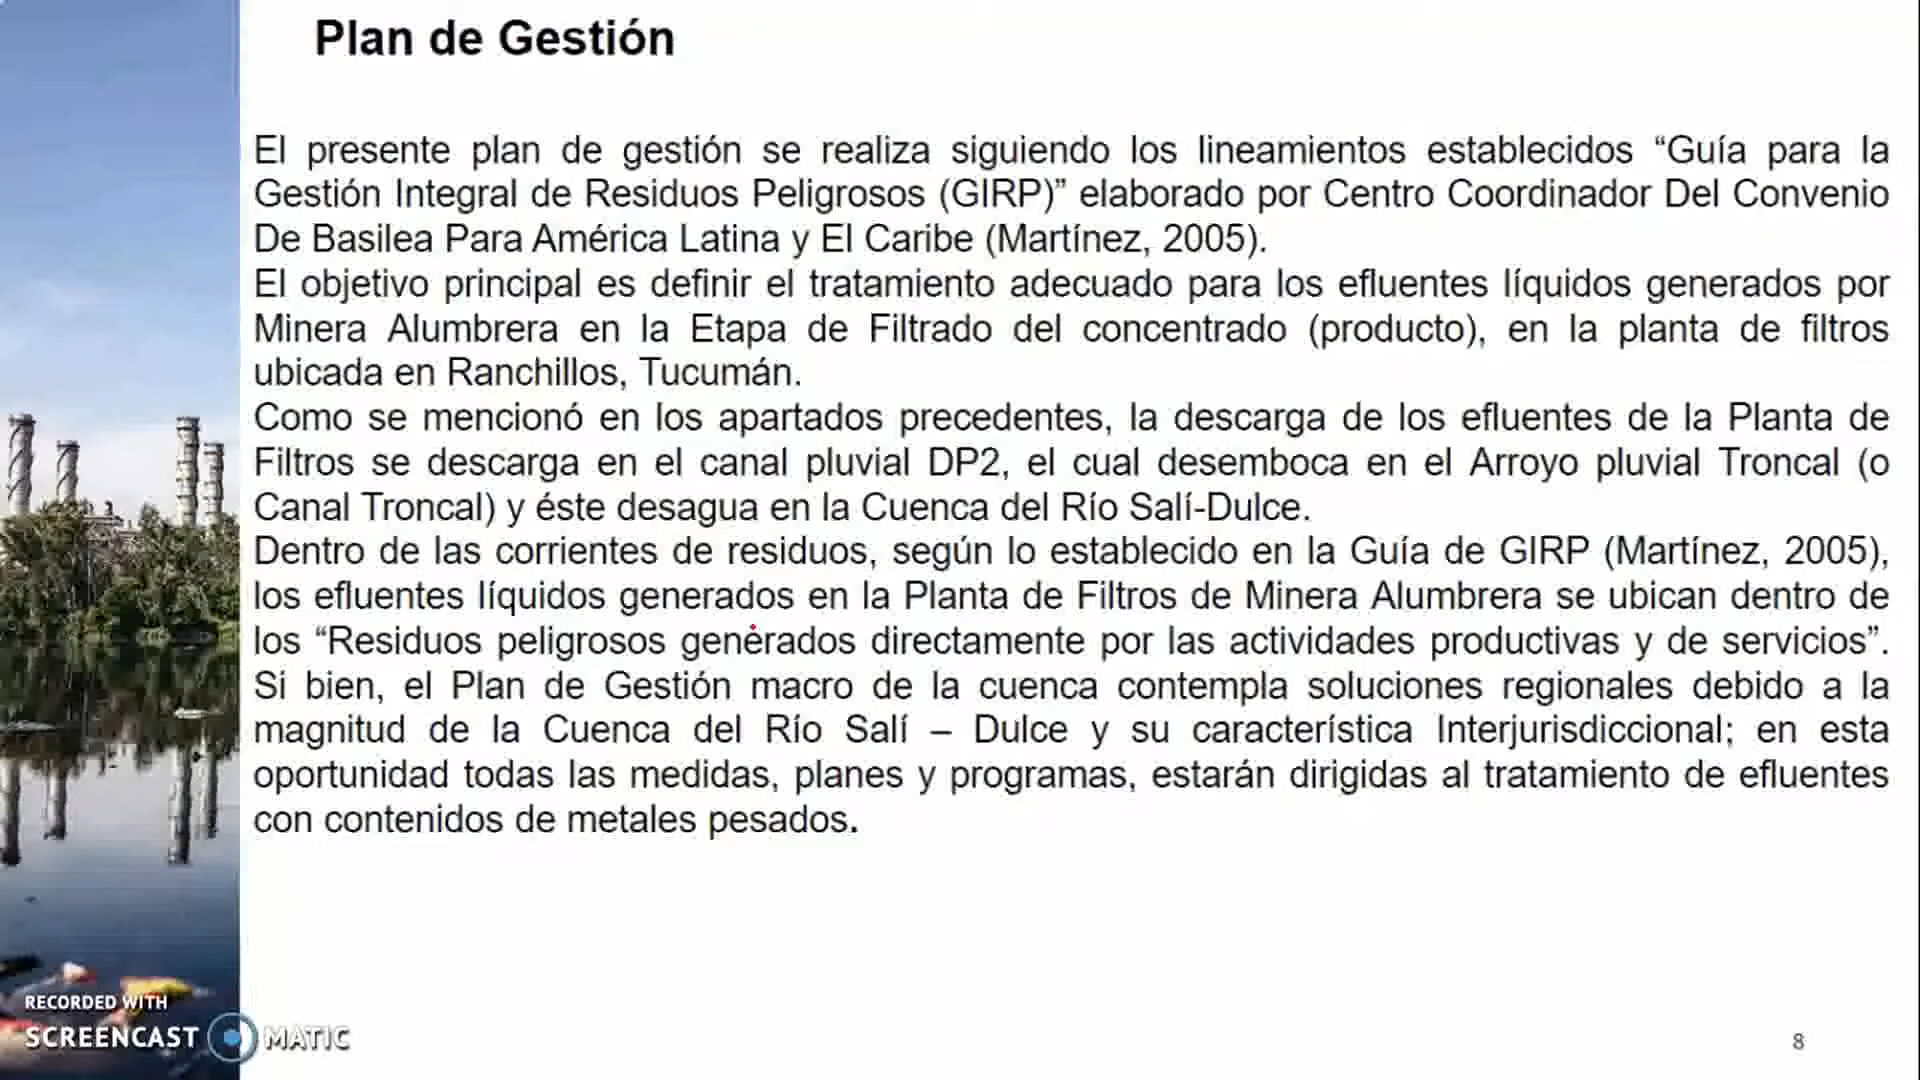 Plan de Gestión
El presente plan de gestión se realiza siguiendo los lineamientos establecidos “Guía para la
Gestión Integral de Residuos Peligrosos (GIRP)” elaborado por Centro Coordinador Del Convenio
De Basilea Para América Latina y El Caribe (Martínez, 2005).
El objetivo principal es definir el tratamiento adecuado para los efluentes líquidos generados por
Minera Alumbrera en la Etapa de Filtrado del concentrado (producto), en la planta de filtros
ubicada en Ranchillos, Tucumán.
Como se mencionó en los apartados precedentes, la descarga de los efluentes de la Planta de
Filtros se descarga en el canal pluvial DP2, el cual desemboca en el Arroyo pluvial Troncal (o
Canal Troncal) y éste desagua en la Cuenca del Río Salí-Dulce.
Dentro de las corrientes de residuos, según lo establecido en la Guía de GIRP (Martínez, 2005),
los efluentes líquidos generados en la Planta de Filtros de Minera Alumbrera se ubican dentro de
los “Residuos peligrosos generados directamente por las actividades productivas y de servicios”.
Si bien, el Plan de Gestión macro de la cuenca contempla soluciones regionales debido a la
magnitud de la Cuenca del Río Salí – Dulce y su característica Interjurisdiccional; en esta
oportunidad todas las medidas, planes y programas, estarán dirigidas al tratamiento de efluentes
con contenidos de metales pesados.
RECORDED WITH
SCREENCAST MATIC
8